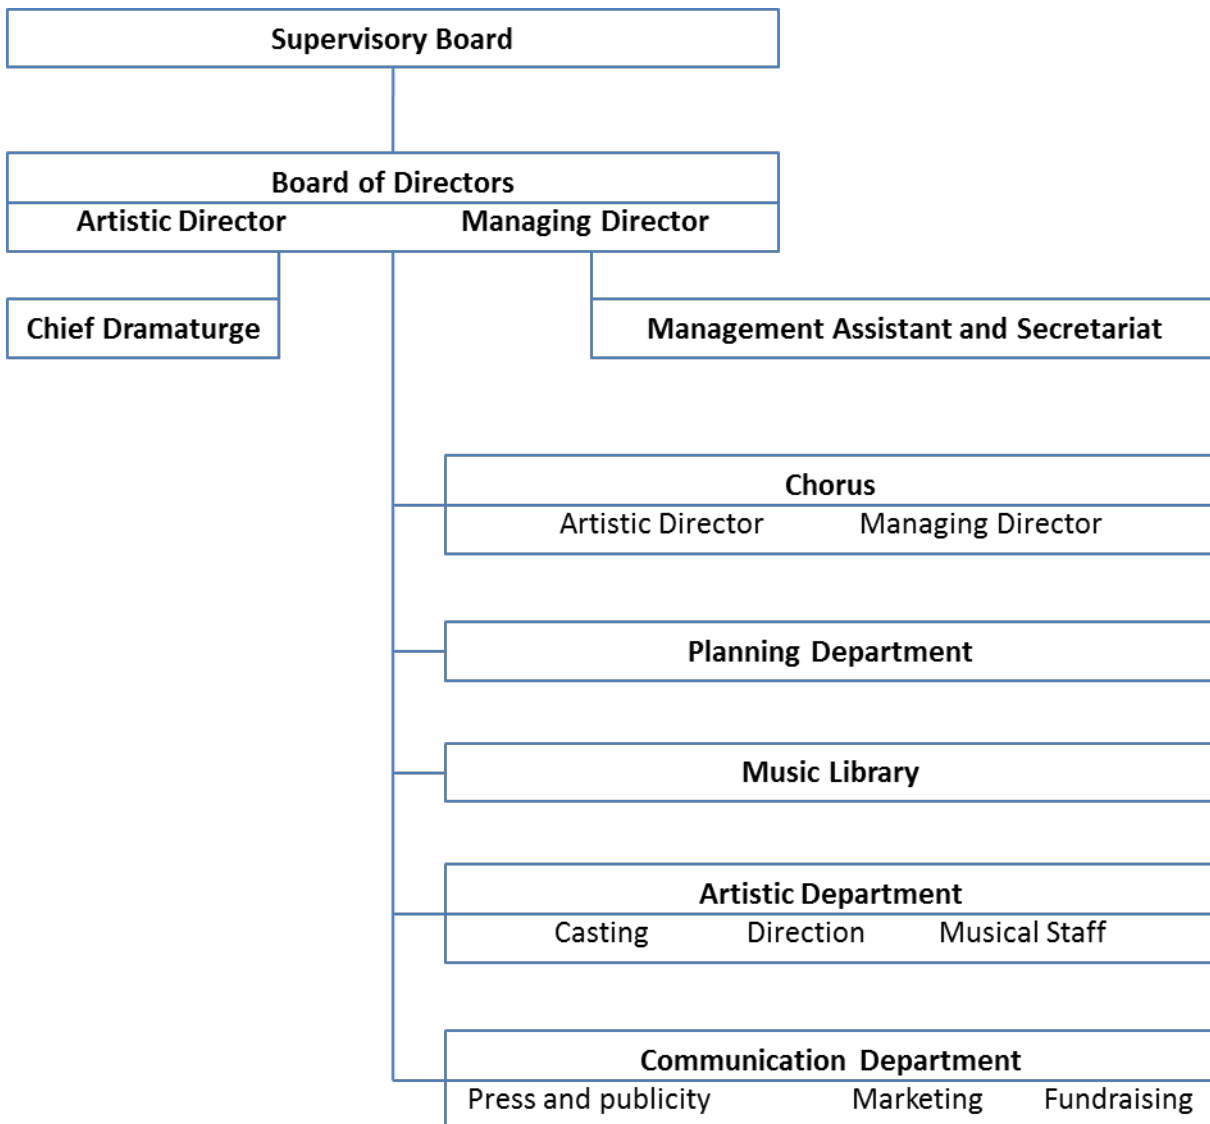 Supervisory Board
Board of Directors
Artistic Director Managing Director
Chief Dramaturge
Management Assistant and Secretariat
Chorus
Artistic Director Managing Director
Planning Department
Music Library
Artistic Department
Casting Direction Musical Staff
Communication Department
Press and publicity Marketing Fundraising